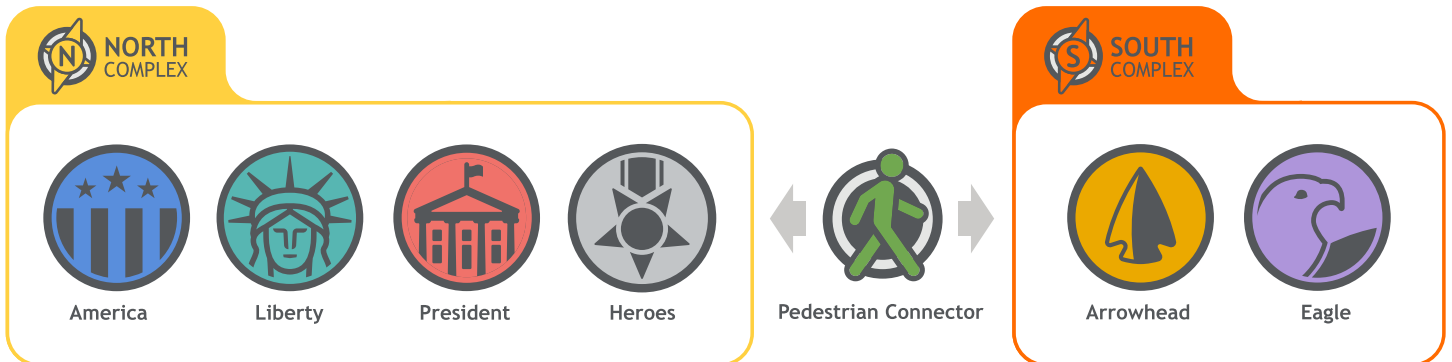 N
NORTH
COMPLEX
America
Liberty
President
Heroes
Pedestrian Connector
S
SOUTH
COMPLEX
Arrowhead
Eagle